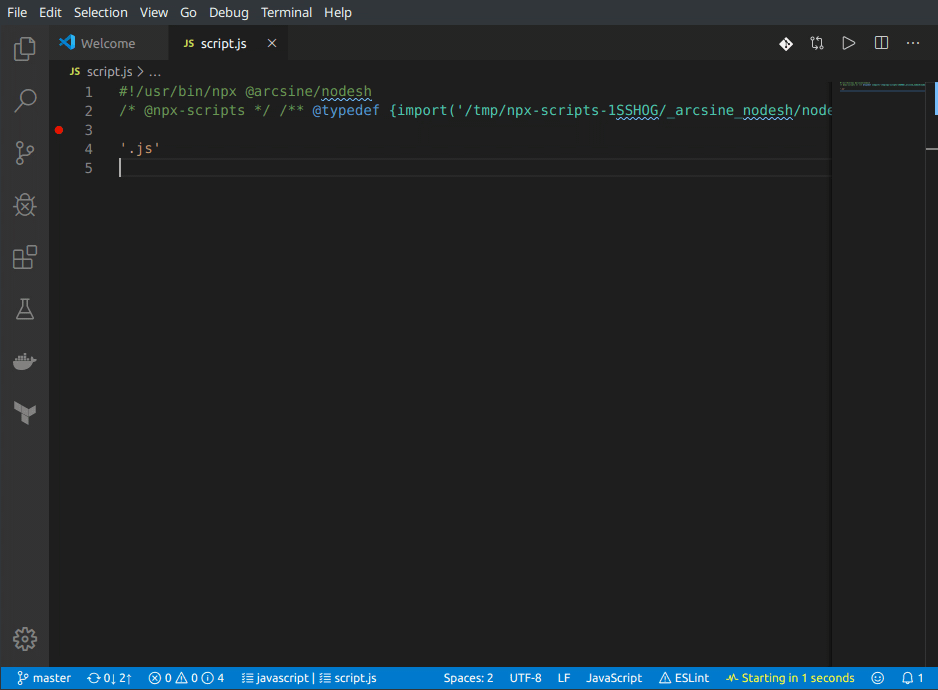 File Edit Selection View Go Debug Terminal Help
Welcome JS script.js
JS script.js > ...
1 #!/usr/bin/npx @arcsine/nodesh
2 /* @npx-scripts */ /** @typedef {import('/tmp/npx-scripts-1SSHOG/_arcsine_nodesh/node
3
4 '.js'
5
master 0↓ 2↑ 0 0 4 javascript | script.js Spaces: 2 UTF-8 LF JavaScript ESLint Starting in 1 seconds 1